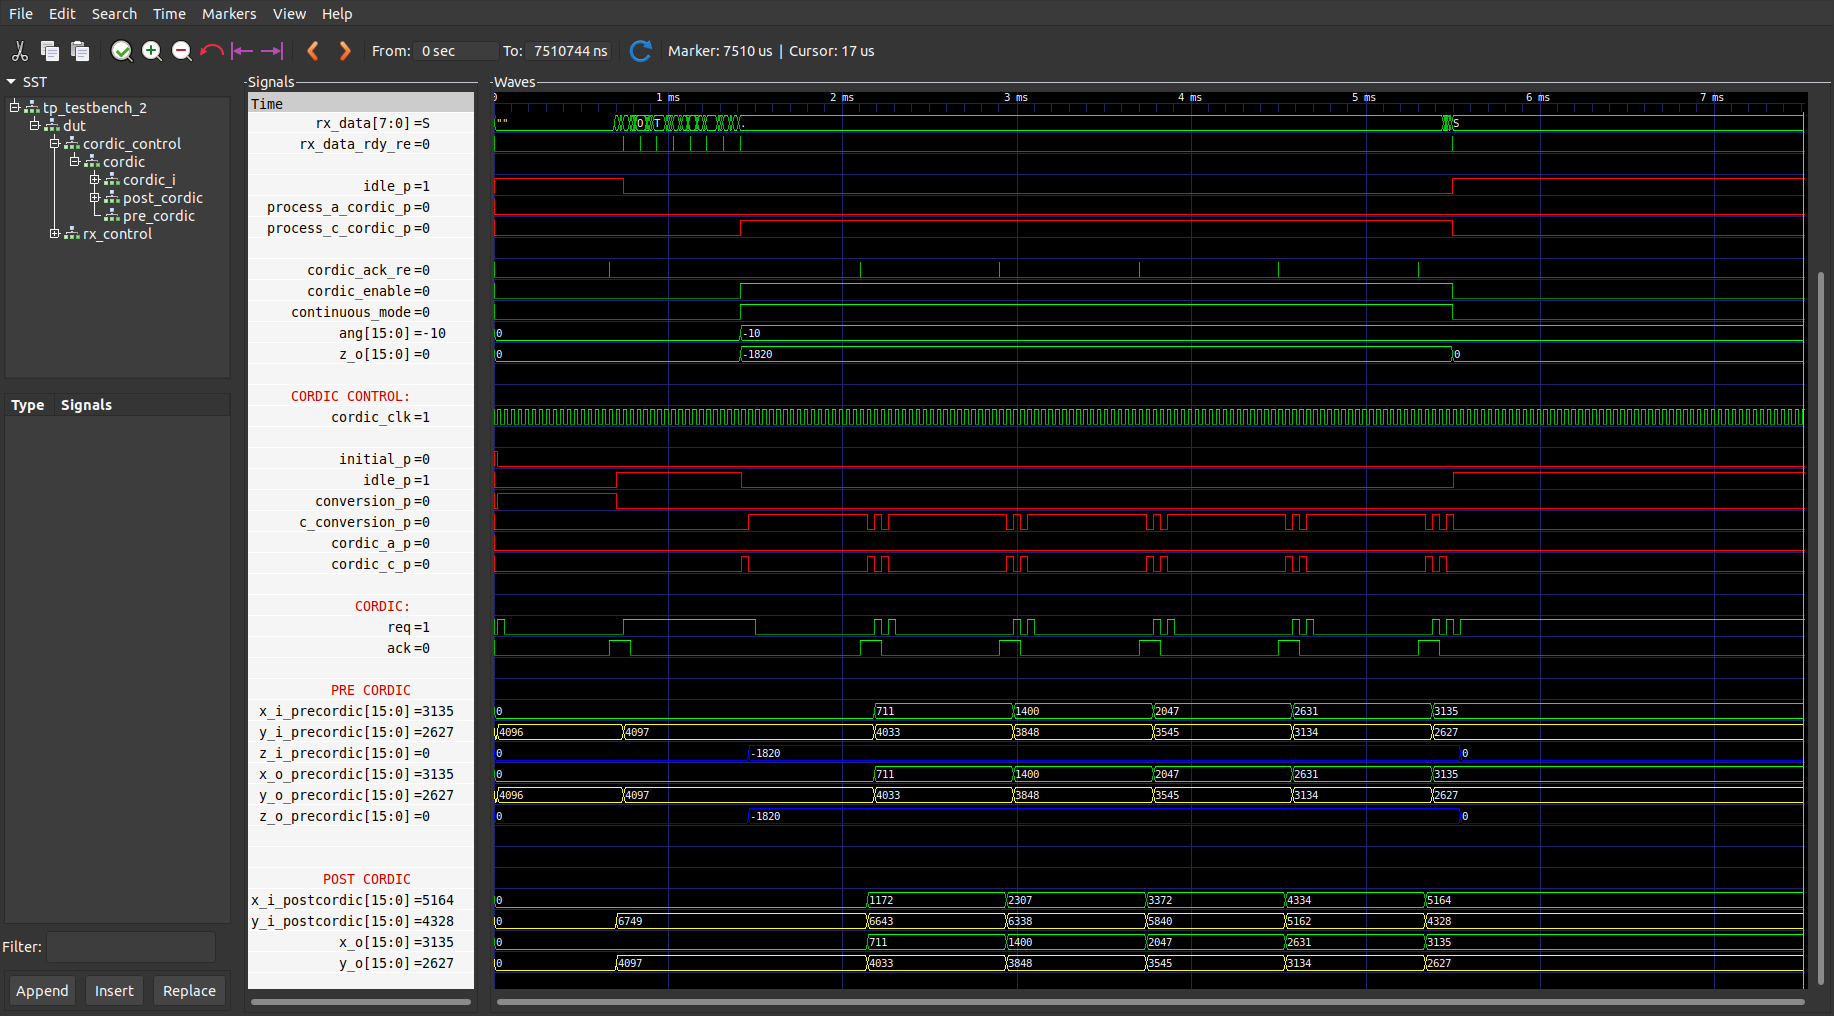 File Edit Search Time Markers View Help
From: 0 sec To: 7510744 ns Marker: 7510 us | Cursor: 17 us
SST
tp_testbench_2
dut
cordic_control
cordic
cordic_i
post_cordic
pre_cordic
rx_control
Type Signals
Filter:
Append Insert Replace
Signals
Time
rx_data[7:0]=S
rx_data_rdy_re=0
idle_p=1
process_a_cordic_p=0
process_c_cordic_p=0
cordic_ack_re=0
cordic_enable=0
continuous_mode=0
ang[15:0]=-10
z_o[15:0]=0
CORDIC CONTROL:
cordic_clk=1
initial_p=0
idle_p=1
conversion_p=0
c_conversion_p=0
cordic_a_p=0
cordic_c_p=0
CORDIC:
req=1
ack=0
PRE CORDIC
x_i_precordic[15:0]=3135
y_i_precordic[15:0]=2627
z_i_precordic[15:0]=0
x_o_precordic[15:0]=3135
y_o_precordic[15:0]=2627
z_o_precordic[15:0]=0
POST CORDIC
x_i_postcordic[15:0]=5164
y_i_postcordic[15:0]=4328
x_o[15:0]=3135
y_o[15:0]=2627
Waves
0 1 ms 2 ms 3 ms 4 ms 5 ms 6 ms 7 ms
"" O T . S
0 -10
0 -1820 0
0 711 1400 2047 2631 3135
4096 4097 4033 3848 3545 3134 2627
0 -1820 0
0 711 1400 2047 2631 3135
4096 4097 4033 3848 3545 3134 2627
0 -1820 0
0 1172 2307 3372 4334 5164
0 6749 6643 6338 5840 5162 4328
0 711 1400 2047 2631 3135
0 4097 4033 3848 3545 3134 2627